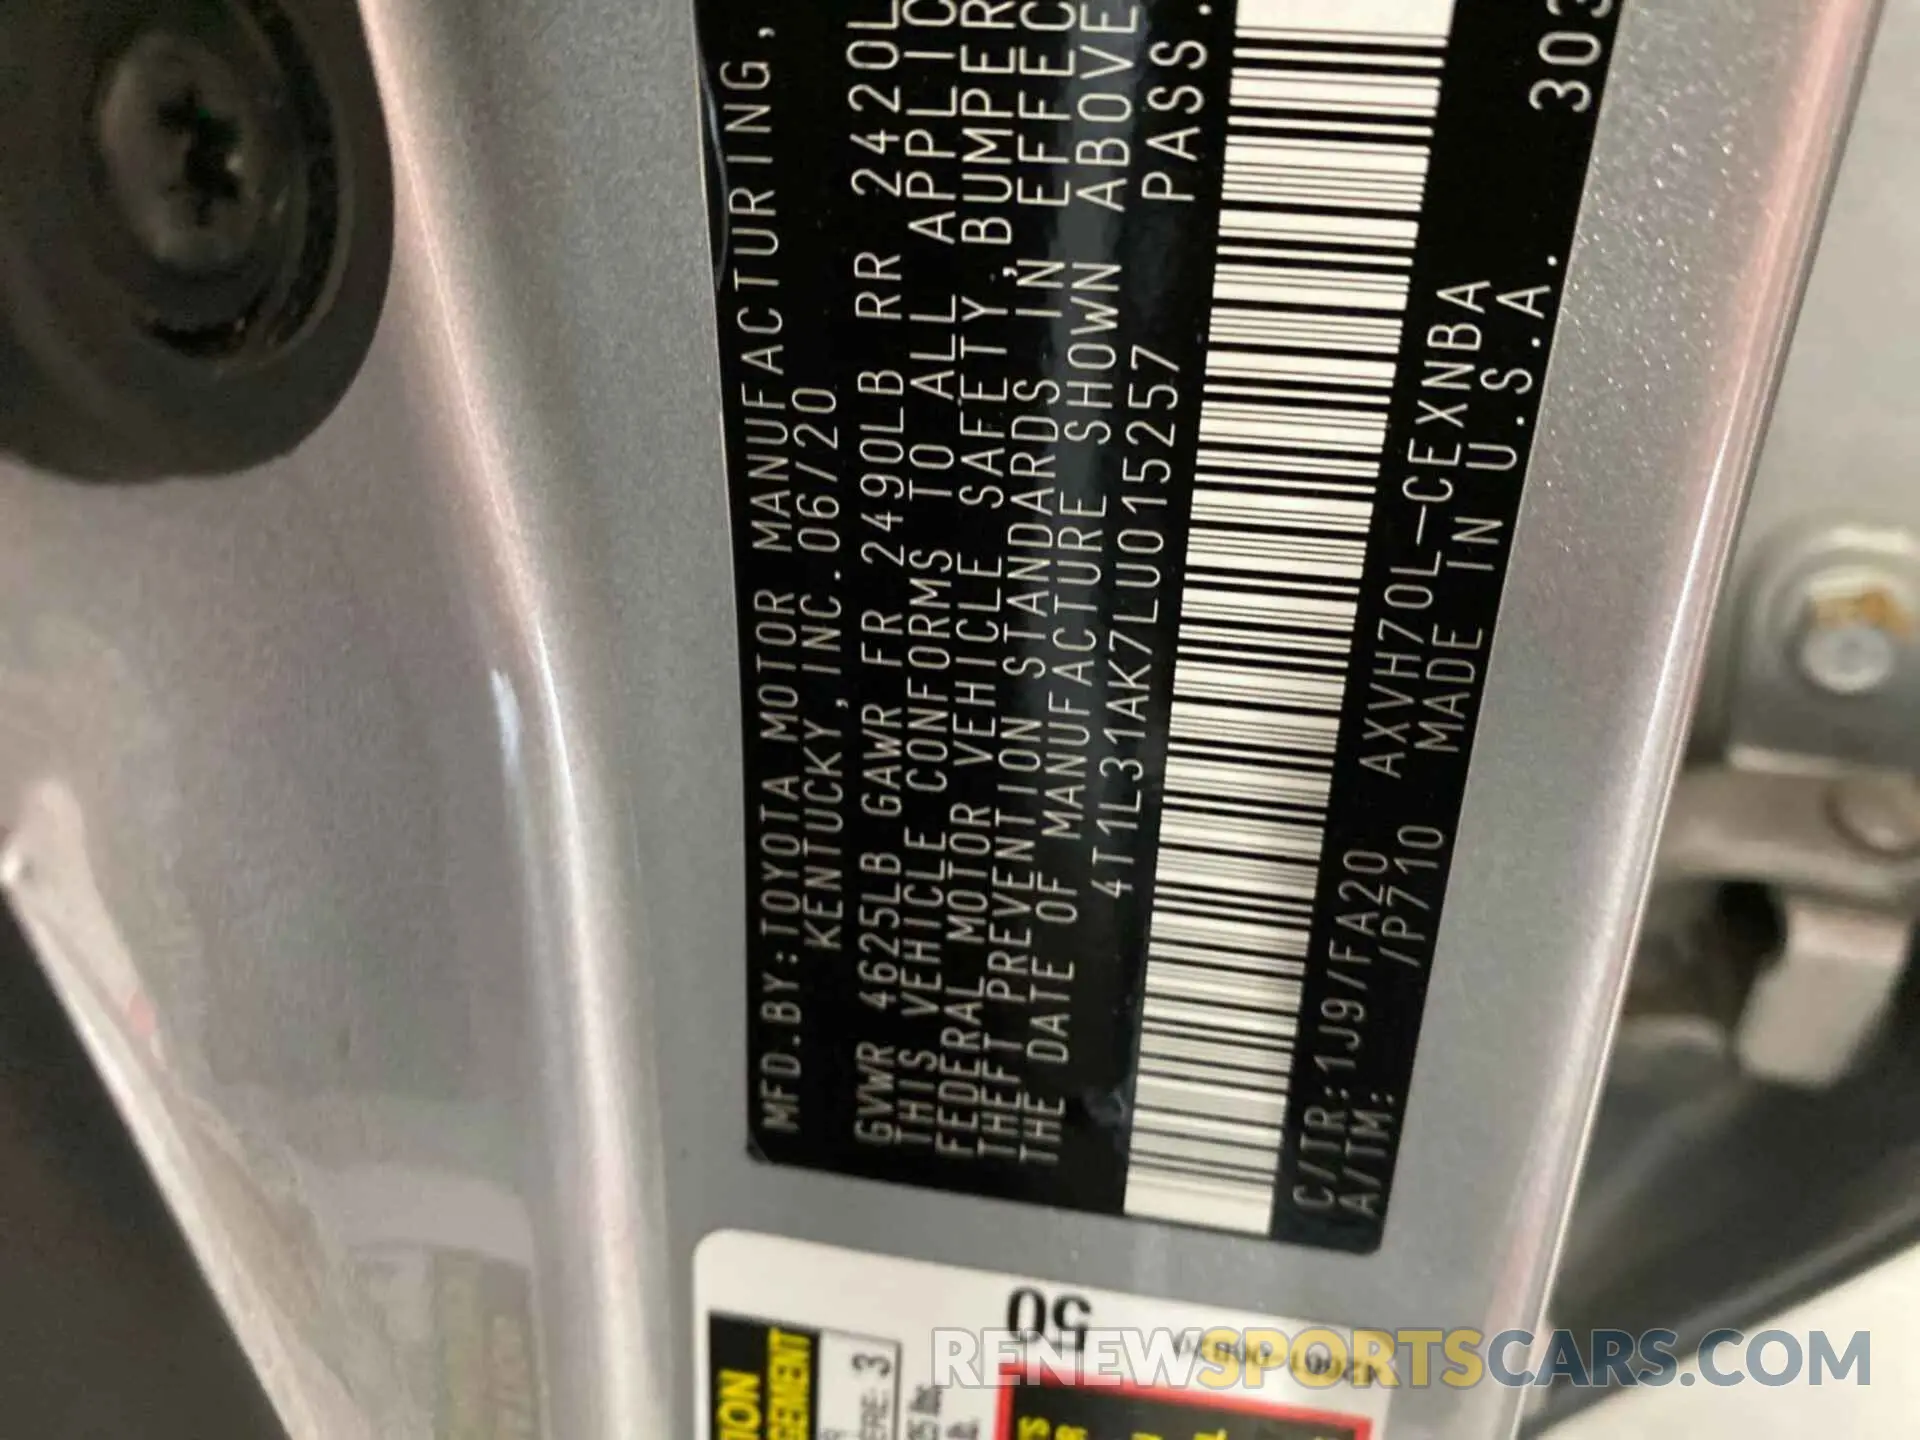 MFD.BY:TOYOTA MOTOR MANUFACTURING,
KENTUCKY,INC.06/20
GVWR 4625LB GAWR FR 2490LB RR 2420L
THIS VEHICLE CONFORMS TO ALL APPLIC
FEDERAL MOTOR VEHICLE SAFETY,BUMPER
THEFT PREVENTION STANDARDS IN EFFEC
THE DATE OF MANUFACTURE SHOWN ABOVE
4T1L31AK7LU015257 PASS.
C/TR:1J9/FA20 AXVH70L-CEXNBA
A/TM: /P710 MADE IN U.S.A. 303
50
3
RENEWSPORTSCARS.COM